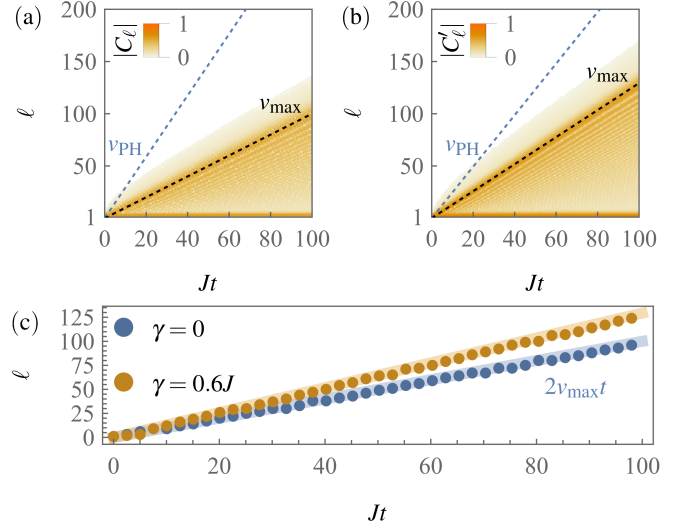 (a)
|C_ℓ|
1
0
200
150
100
50
1
ℓ
v_PH
v_max
0 20 40 60 80 100
Jt
(b)
|C′_ℓ|
1
0
200
150
100
50
1
ℓ
v_PH
v_max
0 20 40 60 80 100
Jt
(c)
γ = 0
γ = 0.6J
2v_max t
125
100
75
50
25
0
ℓ
0 20 40 60 80 100
Jt